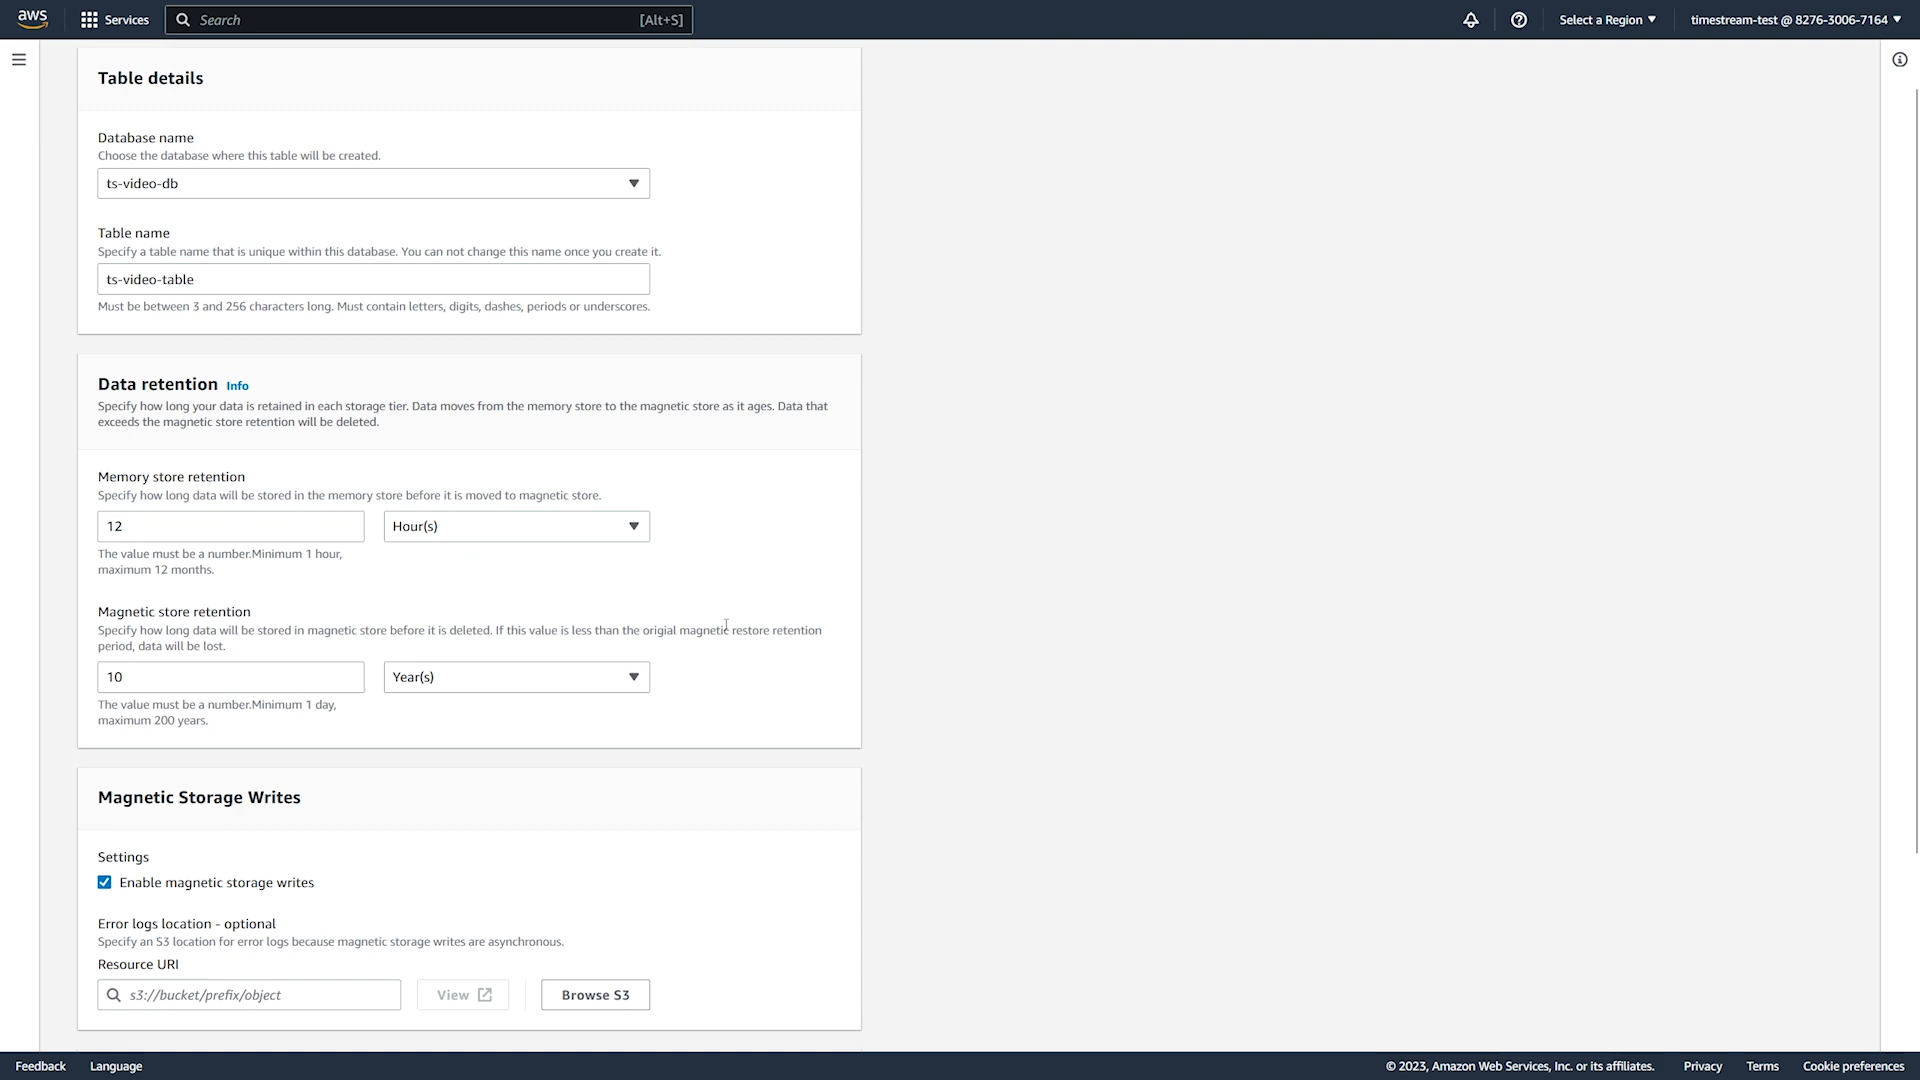 aws
Services
Search
[Alt+S]
Select a Region
timestream-test @ 8276-3006-7164
Table details
Database name
Choose the database where this table will be created.
ts-video-db
Table name
Specify a table name that is unique within this database. You can not change this name once you create it.
ts-video-table
Must be between 3 and 256 characters long. Must contain letters, digits, dashes, periods or underscores.
Data retention Info
Specify how long your data is retained in each storage tier. Data moves from the memory store to the magnetic store as it ages. Data that
exceeds the magnetic store retention will be deleted.
Memory store retention
Specify how long data will be stored in the memory store before it is moved to magnetic store.
12
Hour(s)
The value must be a number.Minimum 1 hour,
maximum 12 months.
Magnetic store retention
Specify how long data will be stored in magnetic store before it is deleted. If this value is less than the origial magnetic restore retention
period, data will be lost.
10
Year(s)
The value must be a number.Minimum 1 day,
maximum 200 years.
Magnetic Storage Writes
Settings
Enable magnetic storage writes
Error logs location - optional
Specify an S3 location for error logs because magnetic storage writes are asynchronous.
Resource URI
s3://bucket/prefix/object
View
Browse S3
Feedback
Language
© 2023, Amazon Web Services, Inc. or its affiliates.
Privacy
Terms
Cookie preferences